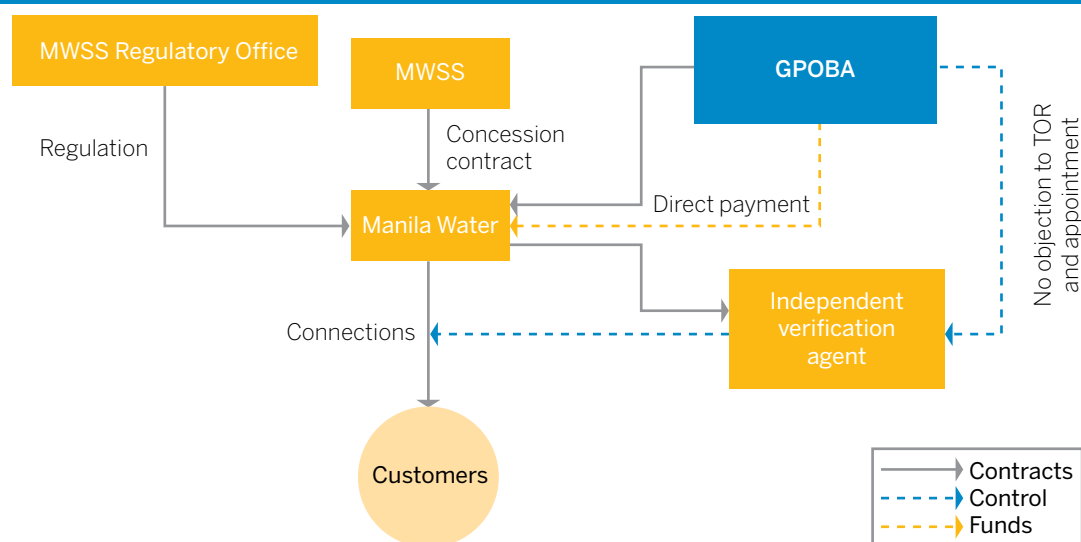 MWSS Regulatory Office
MWSS
GPOBA
Regulation
Concession
contract
No objection to TOR
and appointment
Direct payment
Manila Water
Independent
verification
agent
Connections
Customers
Contracts
Control
Funds